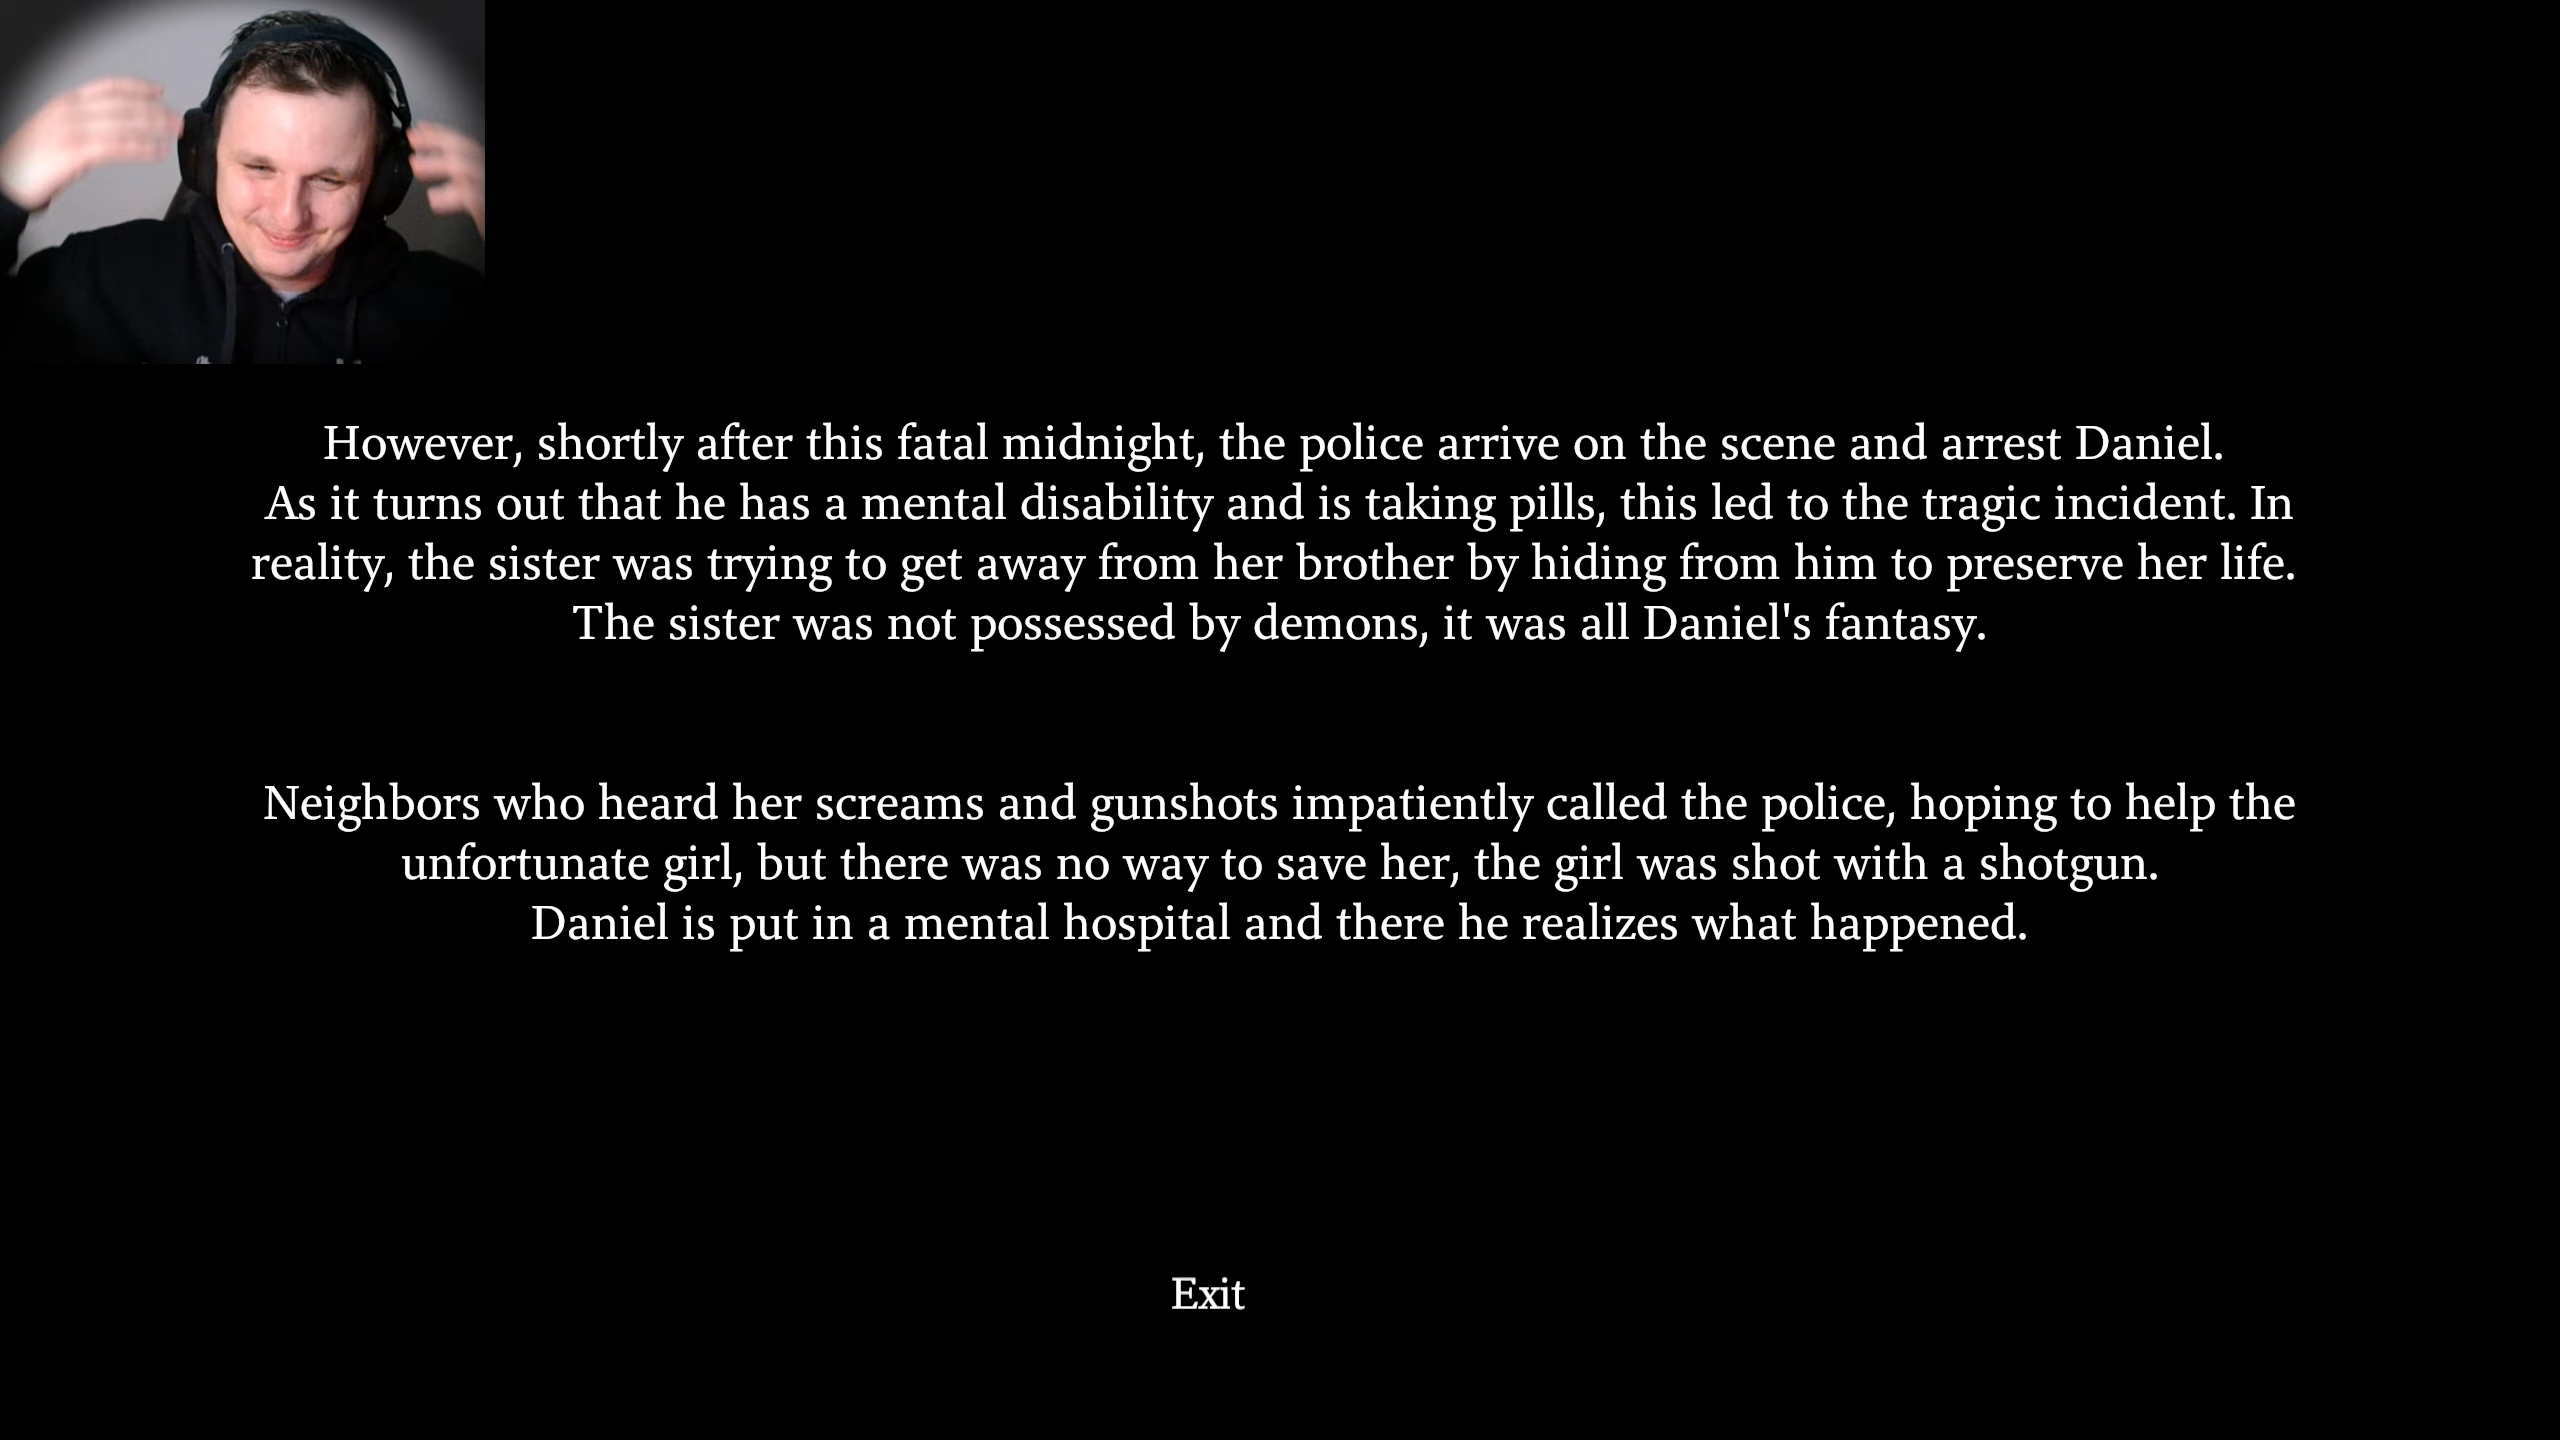 However, shortly after this fatal midnight, the police arrive on the scene and arrest Daniel.
As it turns out that he has a mental disability and is taking pills, this led to the tragic incident. In
reality, the sister was trying to get away from her brother by hiding from him to preserve her life.
The sister was not possessed by demons, it was all Daniel's fantasy.
Neighbors who heard her screams and gunshots impatiently called the police, hoping to help the
unfortunate girl, but there was no way to save her, the girl was shot with a shotgun.
Daniel is put in a mental hospital and there he realizes what happened.
Exit